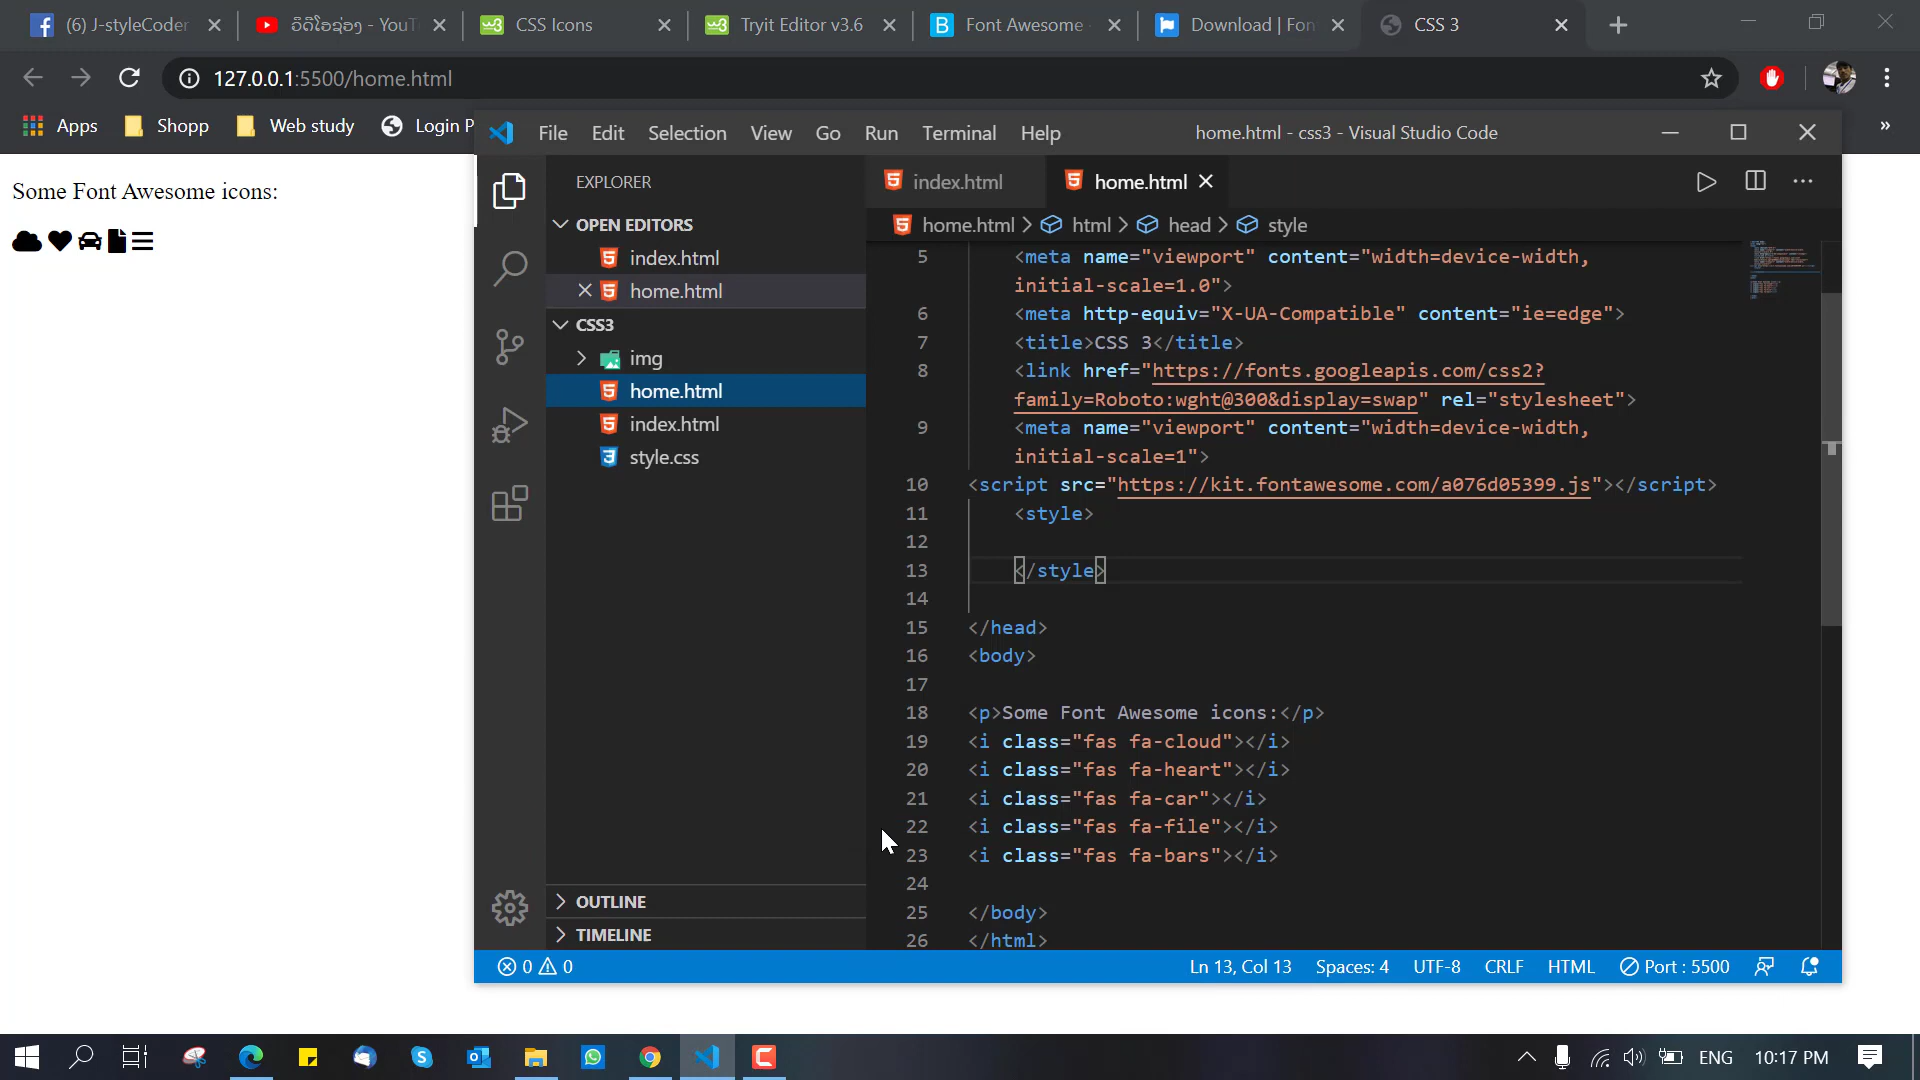 (6) J-styleCoder
ວິດີໂອຊ່ອງ - YouT
CSS Icons
Tryit Editor v3.6
Font Awesome
Download | Fon
CSS 3
127.0.0.1:5500/home.html
Apps
Shopp
Web study
Login P
»
File Edit Selection View Go Run Terminal Help
home.html - css3 - Visual Studio Code
Some Font Awesome icons:
EXPLORER
OPEN EDITORS
index.html
home.html
CSS3
img
home.html
index.html
style.css
OUTLINE
TIMELINE
index.html
home.html
home.html > html > head > style
5 <meta name="viewport" content="width=device-width,
initial-scale=1.0">
6 <meta http-equiv="X-UA-Compatible" content="ie=edge">
7 <title>CSS 3</title>
8 <link href="https://fonts.googleapis.com/css2?
family=Roboto:wght@300&display=swap" rel="stylesheet">
9 <meta name="viewport" content="width=device-width,
initial-scale=1">
10 <script src="https://kit.fontawesome.com/a076d05399.js"></script>
11 <style>
12
13 </style>
14
15 </head>
16 <body>
17
18 <p>Some Font Awesome icons:</p>
19 <i class="fas fa-cloud"></i>
20 <i class="fas fa-heart"></i>
21 <i class="fas fa-car"></i>
22 <i class="fas fa-file"></i>
23 <i class="fas fa-bars"></i>
24
25 </body>
26 </html>
0 0
Ln 13, Col 13
Spaces: 4
UTF-8
CRLF
HTML
Port : 5500
ENG
10:17 PM